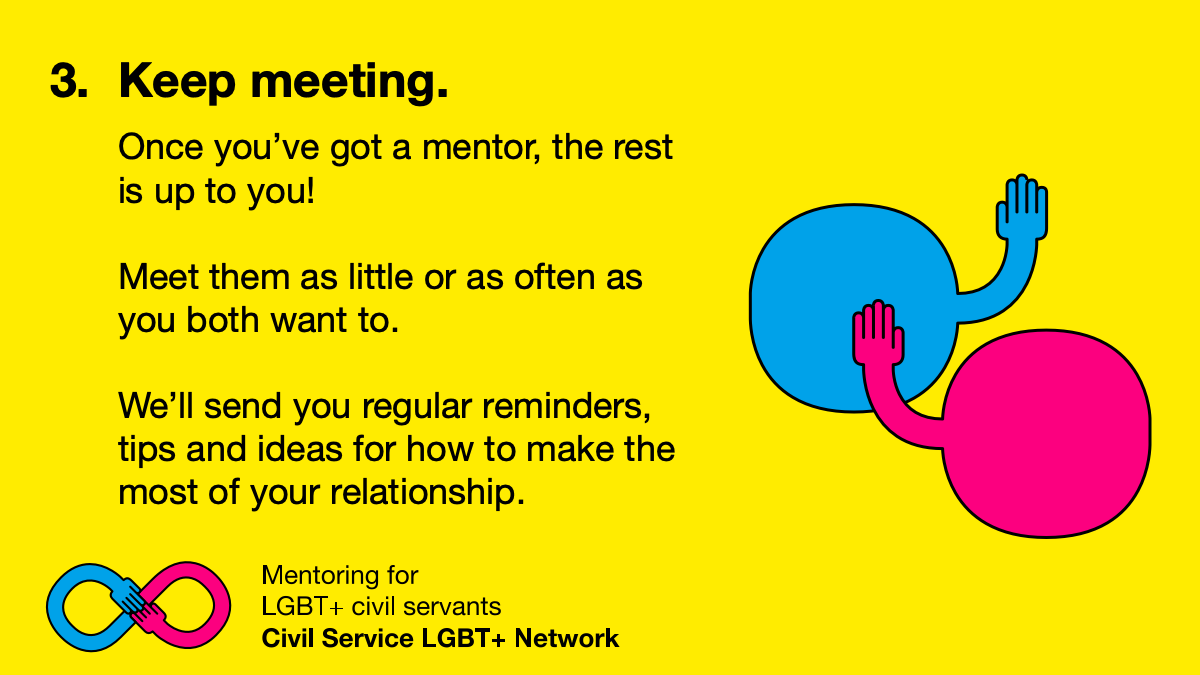 3. Keep meeting.
Once you’ve got a mentor, the rest
is up to you!
Meet them as little or as often as
you both want to.
We’ll send you regular reminders,
tips and ideas for how to make the
most of your relationship.
Mentoring for
LGBT+ civil servants
Civil Service LGBT+ Network